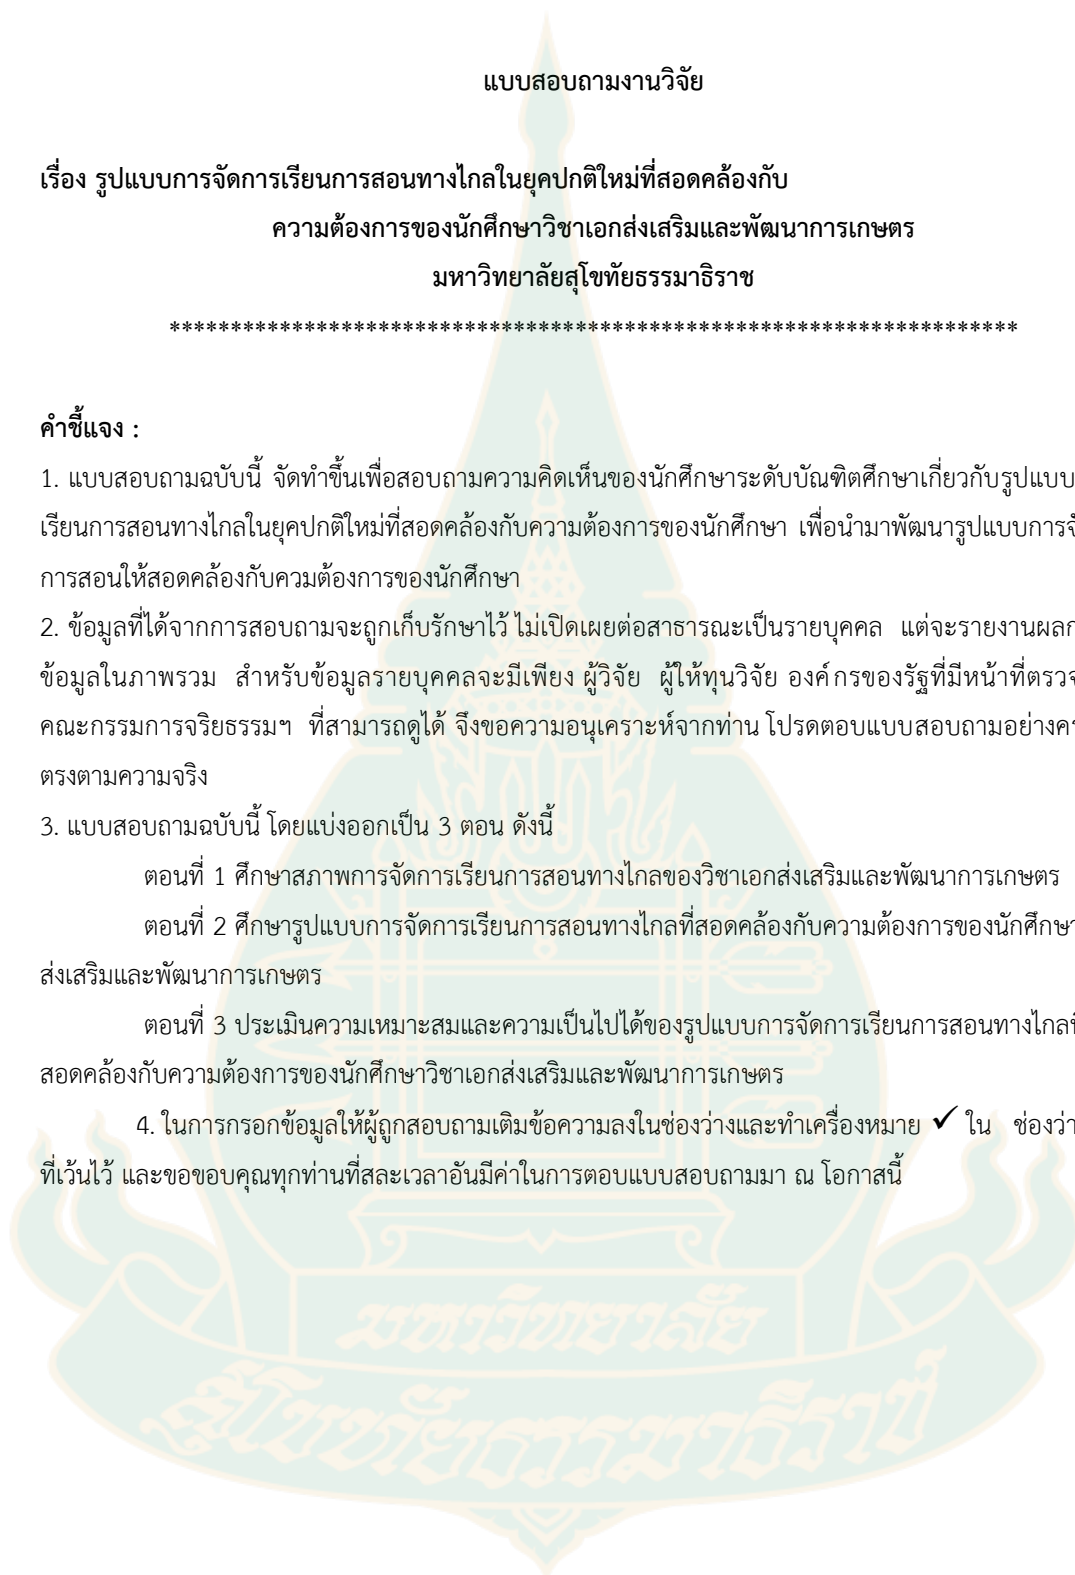 แบบสอบถามงานวิจัย
เรื่อง รูปแบบการจัดการเรียนการสอนทางไกลในยุคปกติใหม่ที่สอดคล้องกับ
ความต้องการของนักศึกษาวิชาเอกส่งเสริมและพัฒนาการเกษตร
มหาวิทยาลัยสุโขทัยธรรมาธิราช
*********************************************************************
คำชี้แจง :
1. แบบสอบถามฉบับนี้ จัดทำขึ้นเพื่อสอบถามความคิดเห็นของนักศึกษาระดับบัณฑิตศึกษาเกี่ยวกับรูปแบบ
เรียนการสอนทางไกลในยุคปกติใหม่ที่สอดคล้องกับความต้องการของนักศึกษา เพื่อนำมาพัฒนารูปแบบการจั
การสอนให้สอดคล้องกับควมต้องการของนักศึกษา
2. ข้อมูลที่ได้จากการสอบถามจะถูกเก็บรักษาไว้ ไม่เปิดเผยต่อสาธารณะเป็นรายบุคคล แต่จะรายงานผลก
ข้อมูลในภาพรวม สำหรับข้อมูลรายบุคคลจะมีเพียง ผู้วิจัย ผู้ให้ทุนวิจัย องค์กรของรัฐที่มีหน้าที่ตรวจ
คณะกรรมการจริยธรรมฯ ที่สามารถดูได้ จึงขอความอนุเคราะห์จากท่าน โปรดตอบแบบสอบถามอย่างคร
ตรงตามความจริง
3. แบบสอบถามฉบับนี้ โดยแบ่งออกเป็น 3 ตอน ดังนี้
ตอนที่ 1 ศึกษาสภาพการจัดการเรียนการสอนทางไกลของวิชาเอกส่งเสริมและพัฒนาการเกษตร
ตอนที่ 2 ศึกษารูปแบบการจัดการเรียนการสอนทางไกลที่สอดคล้องกับความต้องการของนักศึกษา
ส่งเสริมและพัฒนาการเกษตร
ตอนที่ 3 ประเมินความเหมาะสมและความเป็นไปได้ของรูปแบบการจัดการเรียนการสอนทางไกลที่
สอดคล้องกับความต้องการของนักศึกษาวิชาเอกส่งเสริมและพัฒนาการเกษตร
4. ในการกรอกข้อมูลให้ผู้ถูกสอบถามเติมข้อความลงในช่องว่างและทำเครื่องหมาย ✓ ใน ช่องว่า
ที่เว้นไว้ และขอขอบคุณทุกท่านที่สละเวลาอันมีค่าในการตอบแบบสอบถามมา ณ โอกาสนี้
มหาวิทยาลัย
สุโขทัยธรรมาธิราช